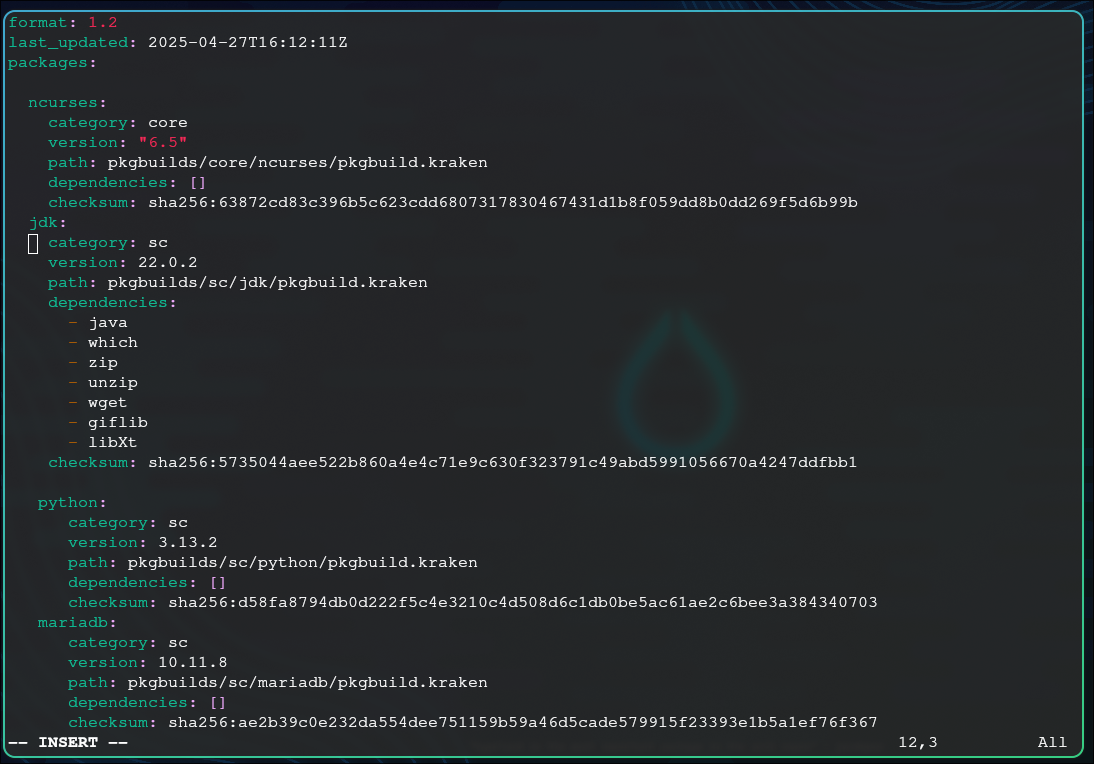 format: 1.2
last_updated: 2025-04-27T16:12:11Z
packages:
ncurses:
category: core
version: "6.5"
path: pkgbuilds/core/ncurses/pkgbuild.kraken
dependencies: []
checksum: sha256:63872cd83c396b5c623cdd6807317830467431d1b8f059dd8b0dd269f5d6b99b
jdk:
category: sc
version: 22.0.2
path: pkgbuilds/sc/jdk/pkgbuild.kraken
dependencies:
- java
- which
- zip
- unzip
- wget
- giflib
- libXt
checksum: sha256:5735044aee522b860a4e4c71e9c630f323791c49abd5991056670a4247ddfbb1
python:
category: sc
version: 3.13.2
path: pkgbuilds/sc/python/pkgbuild.kraken
dependencies: []
checksum: sha256:d58fa8794db0d222f5c4e3210c4d508d6c1db0be5ac61ae2c6bee3a384340703
mariadb:
category: sc
version: 10.11.8
path: pkgbuilds/sc/mariadb/pkgbuild.kraken
dependencies: []
checksum: sha256:ae2b39c0e232da554dee751159b59a46d5cade579915f23393e1b5a1ef76f367
-- INSERT -- 12,3 All